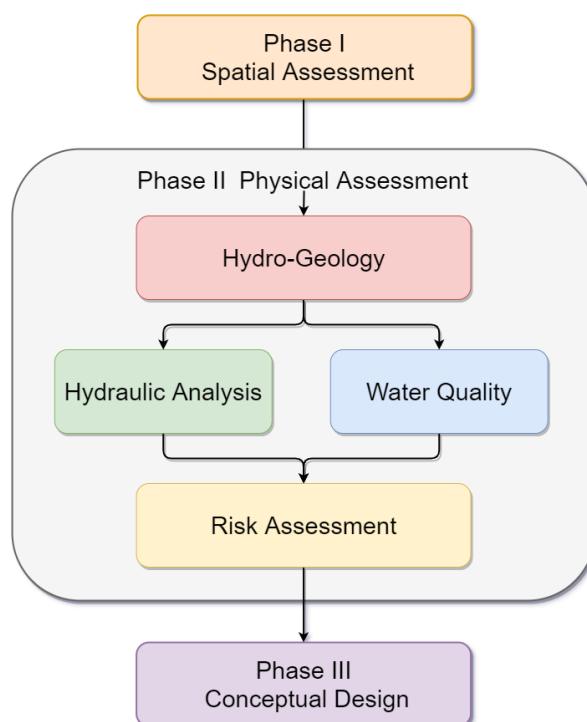 Phase I
Spatial Assessment
Phase II  Physical Assessment
Hydro-Geology
Hydraulic Analysis
Water Quality
Risk Assessment
Phase III
Conceptual Design